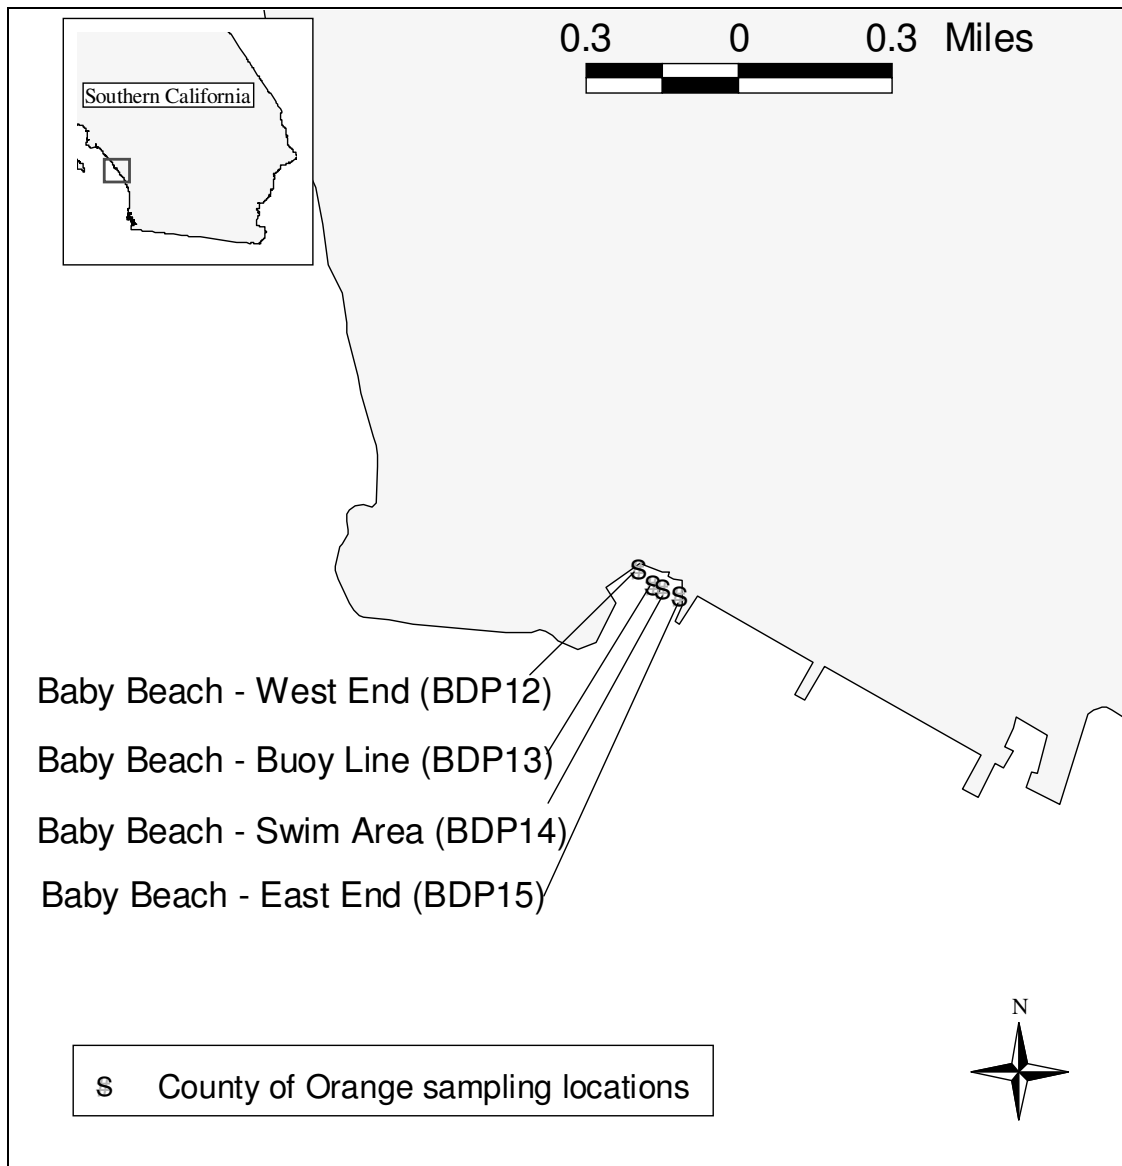 0.3 0 0.3 Miles
Southern California
S
S
S
S
Baby Beach - West End (BDP12)
Baby Beach - Buoy Line (BDP13)
Baby Beach - Swim Area (BDP14)
Baby Beach - East End (BDP15)
N
S County of Orange sampling locations